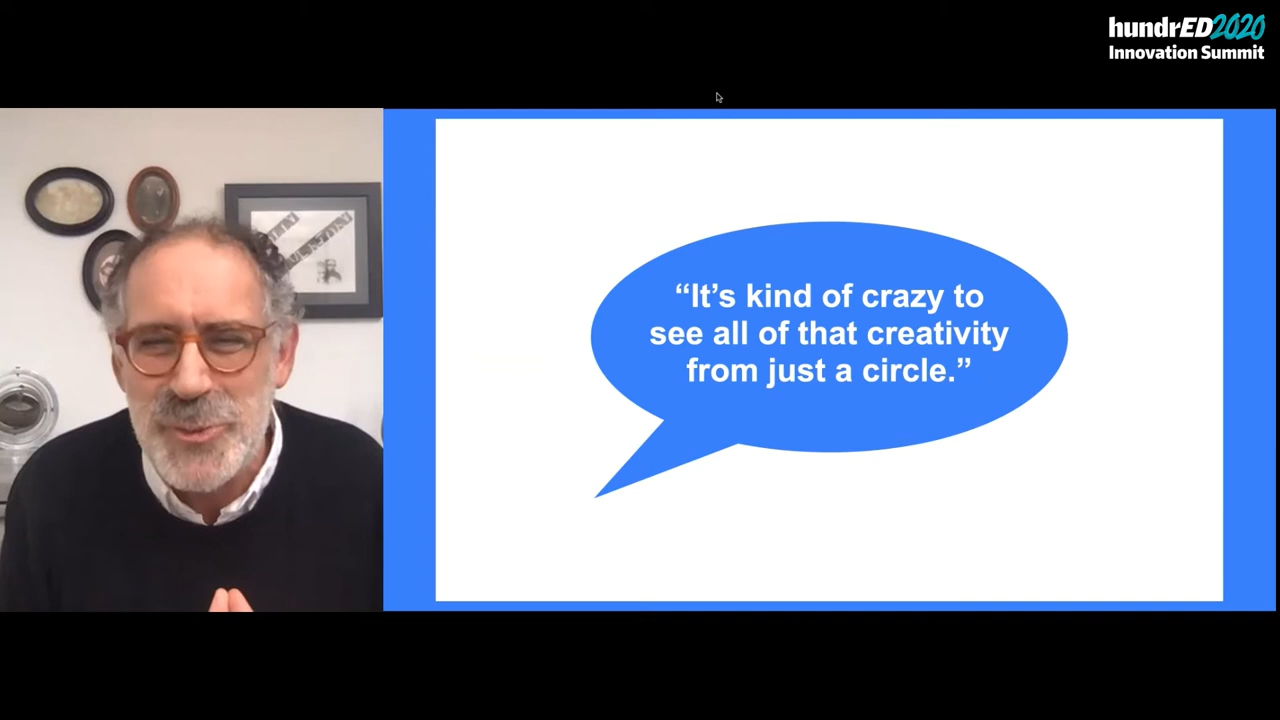 hundrED2020
Innovation Summit
“It’s kind of crazy to
see all of that creativity
from just a circle.”